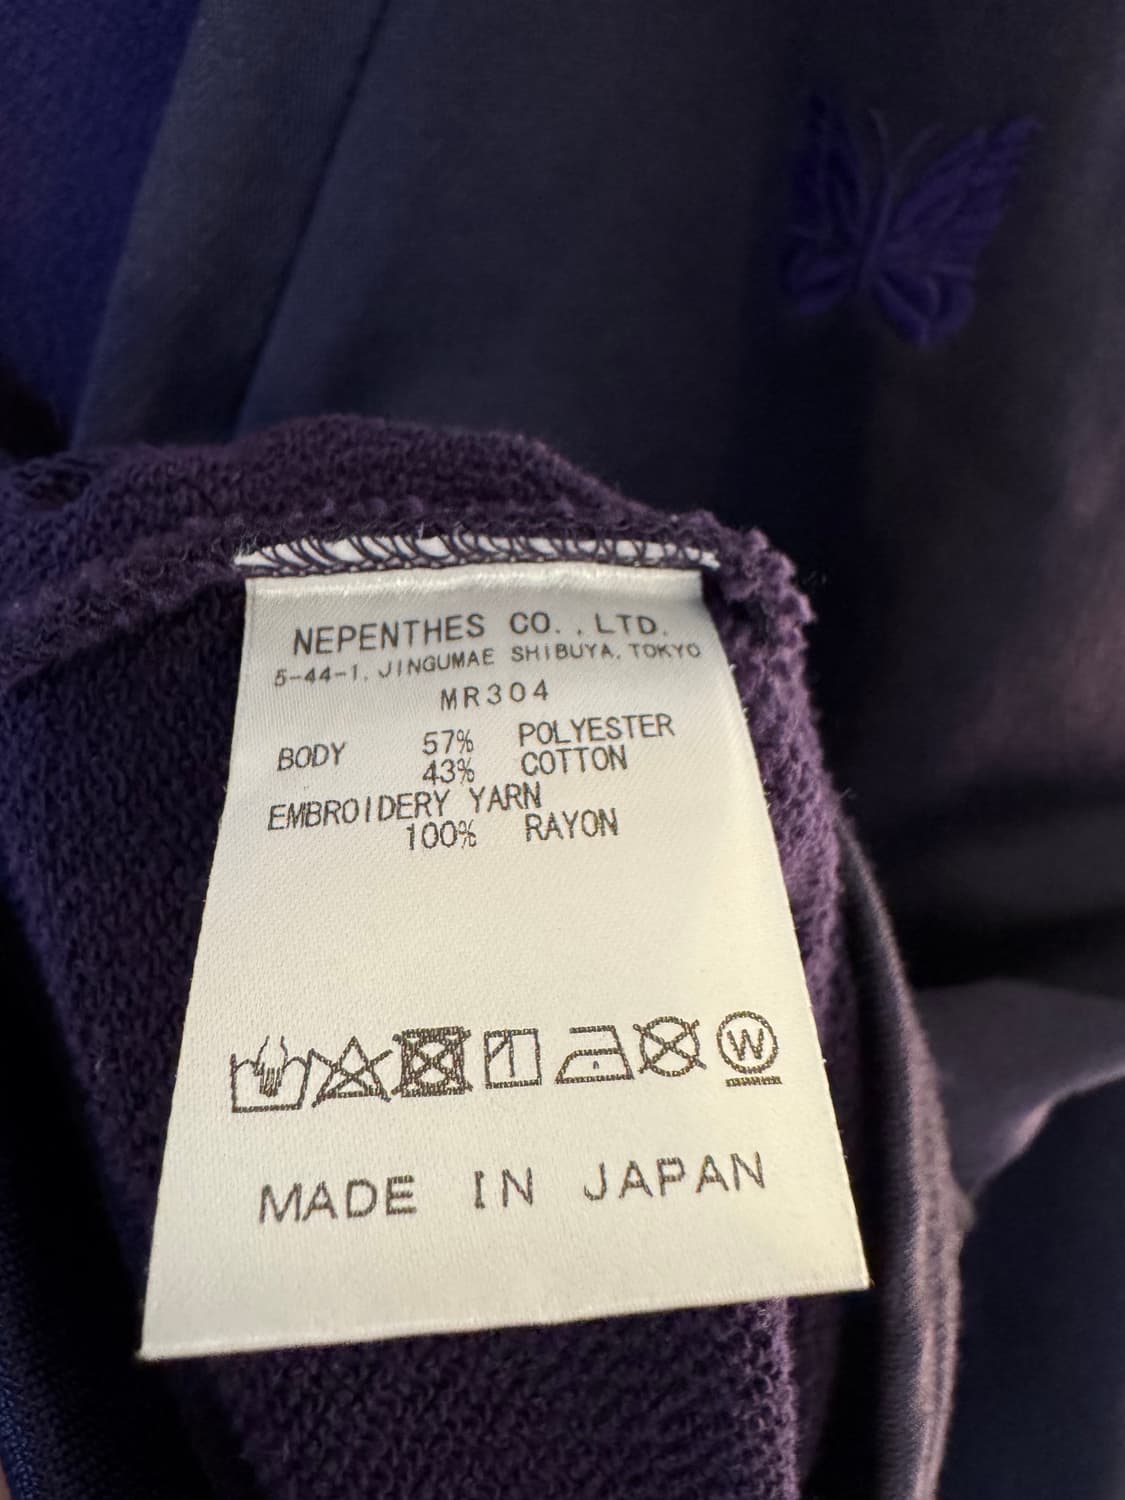 NEPENTHES CO.,LTD.
5-44-1, JINGUMAE SHIBUYA, TOKYO
MR304
BODY 57% POLYESTER
43% COTTON
EMBROIDERY YARN
100% RAYON
W
MADE IN JAPAN